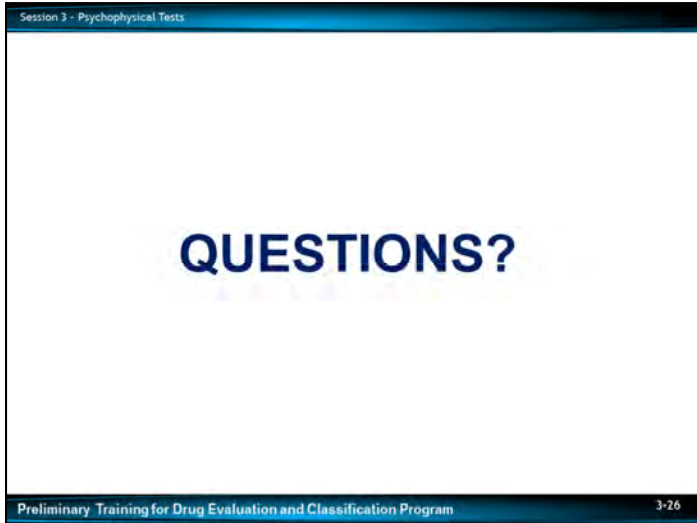 Session 3 - Psychophysical Tests
QUESTIONS?
Preliminary Training for Drug Evaluation and Classification Program
3-26